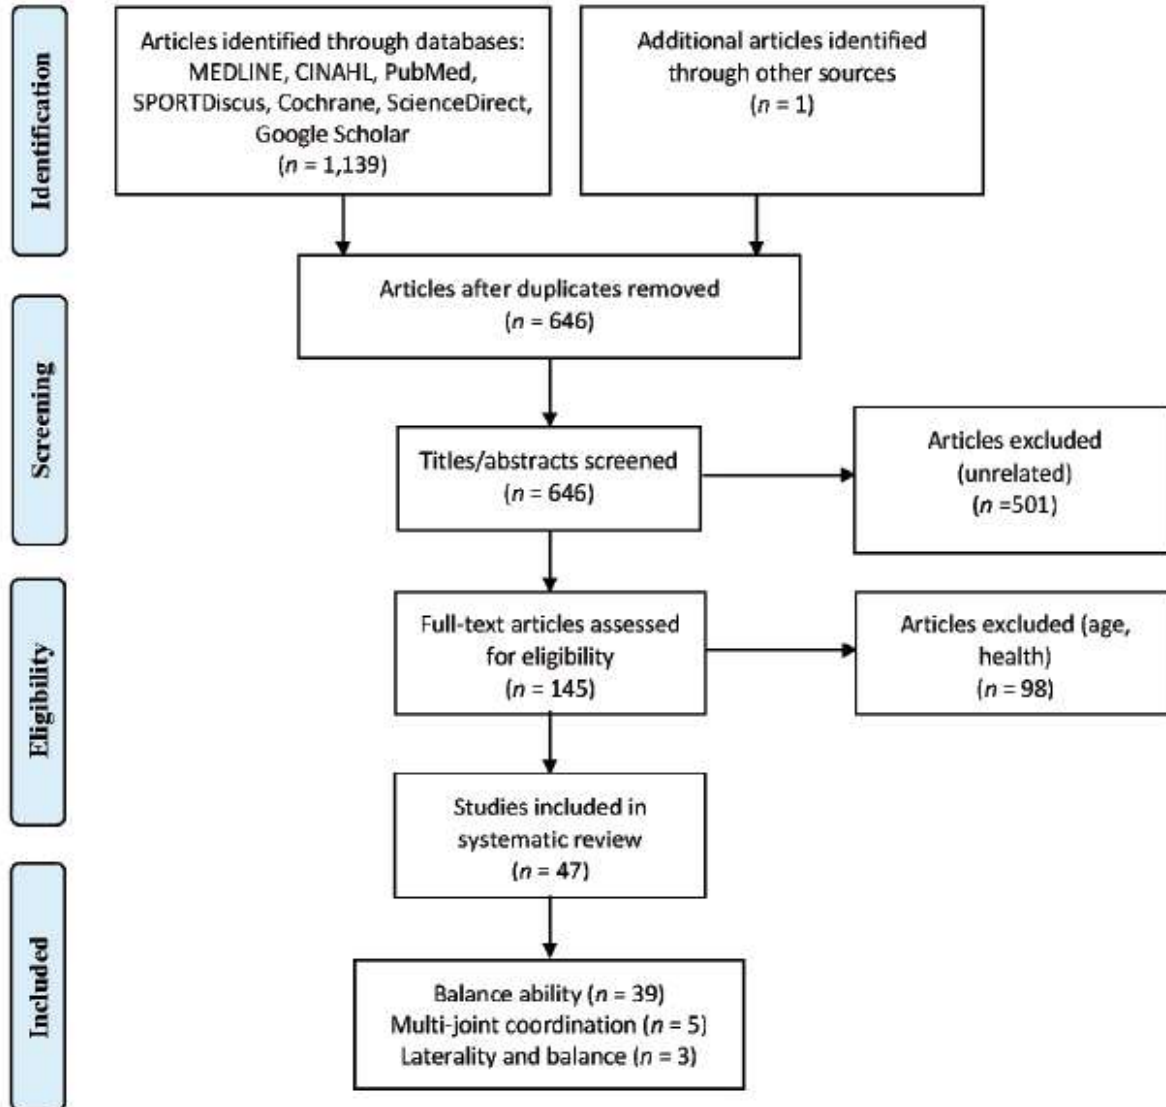 Identification
Articles identified through databases:
MEDLINE, CINAHL, PubMed,
SPORTDiscus, Cochrane, ScienceDirect,
Google Scholar
(n = 1,139)
Additional articles identified
through other sources
(n = 1)
Articles after duplicates removed
(n = 646)
Screening
Titles/abstracts screened
(n = 646)
Articles excluded
(unrelated)
(n =501)
Eligibility
Full-text articles assessed
for eligibility
(n = 145)
Articles excluded (age,
health)
(n = 98)
Studies included in
systematic review
(n = 47)
Included
Balance ability (n = 39)
Multi-joint coordination (n = 5)
Laterality and balance (n = 3)